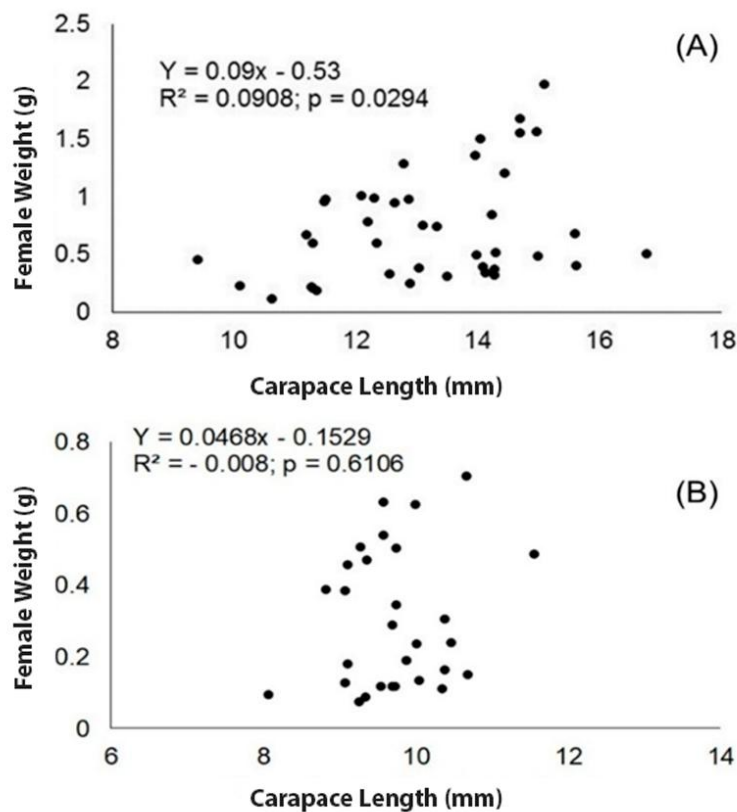 2.5
(A)
Y = 0.09x - 0.53
R² = 0.0908; p = 0.0294
2
1.5
1
0.5
0
Female Weight (g)
8 10 12 14 16 18
Carapace Length (mm)
0.8
Y = 0.0468x - 0.1529
R² = - 0.008; p = 0.6106
(B)
0.6
0.4
0.2
0
Female Weight (g)
6 8 10 12 14
Carapace Length (mm)